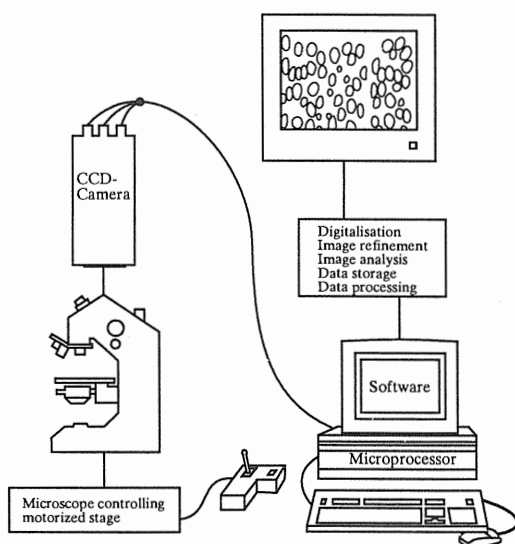 CCD-
Camera
Digitalisation
Image refinement
Image analysis
Data storage
Data processing
Software
Microprocessor
Microscope controlling
motorized stage